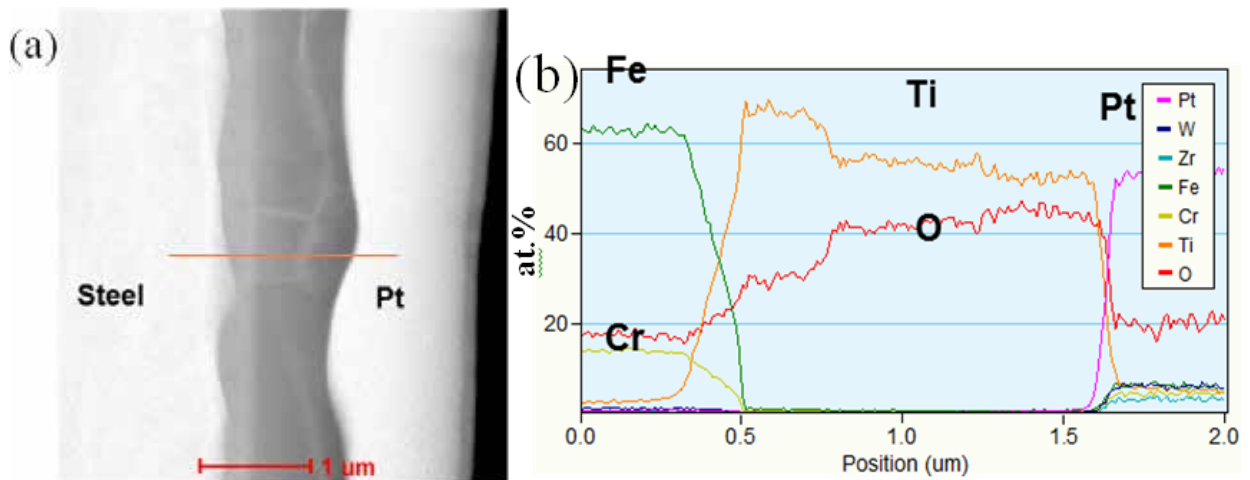 (a)
Steel
Pt
1 um
(b)
Fe
Ti
Pt
Cr
O
at.%
60
40
20
0.0
0.5
1.0
1.5
2.0
Position (um)
Pt
W
Zr
Fe
Cr
Ti
O